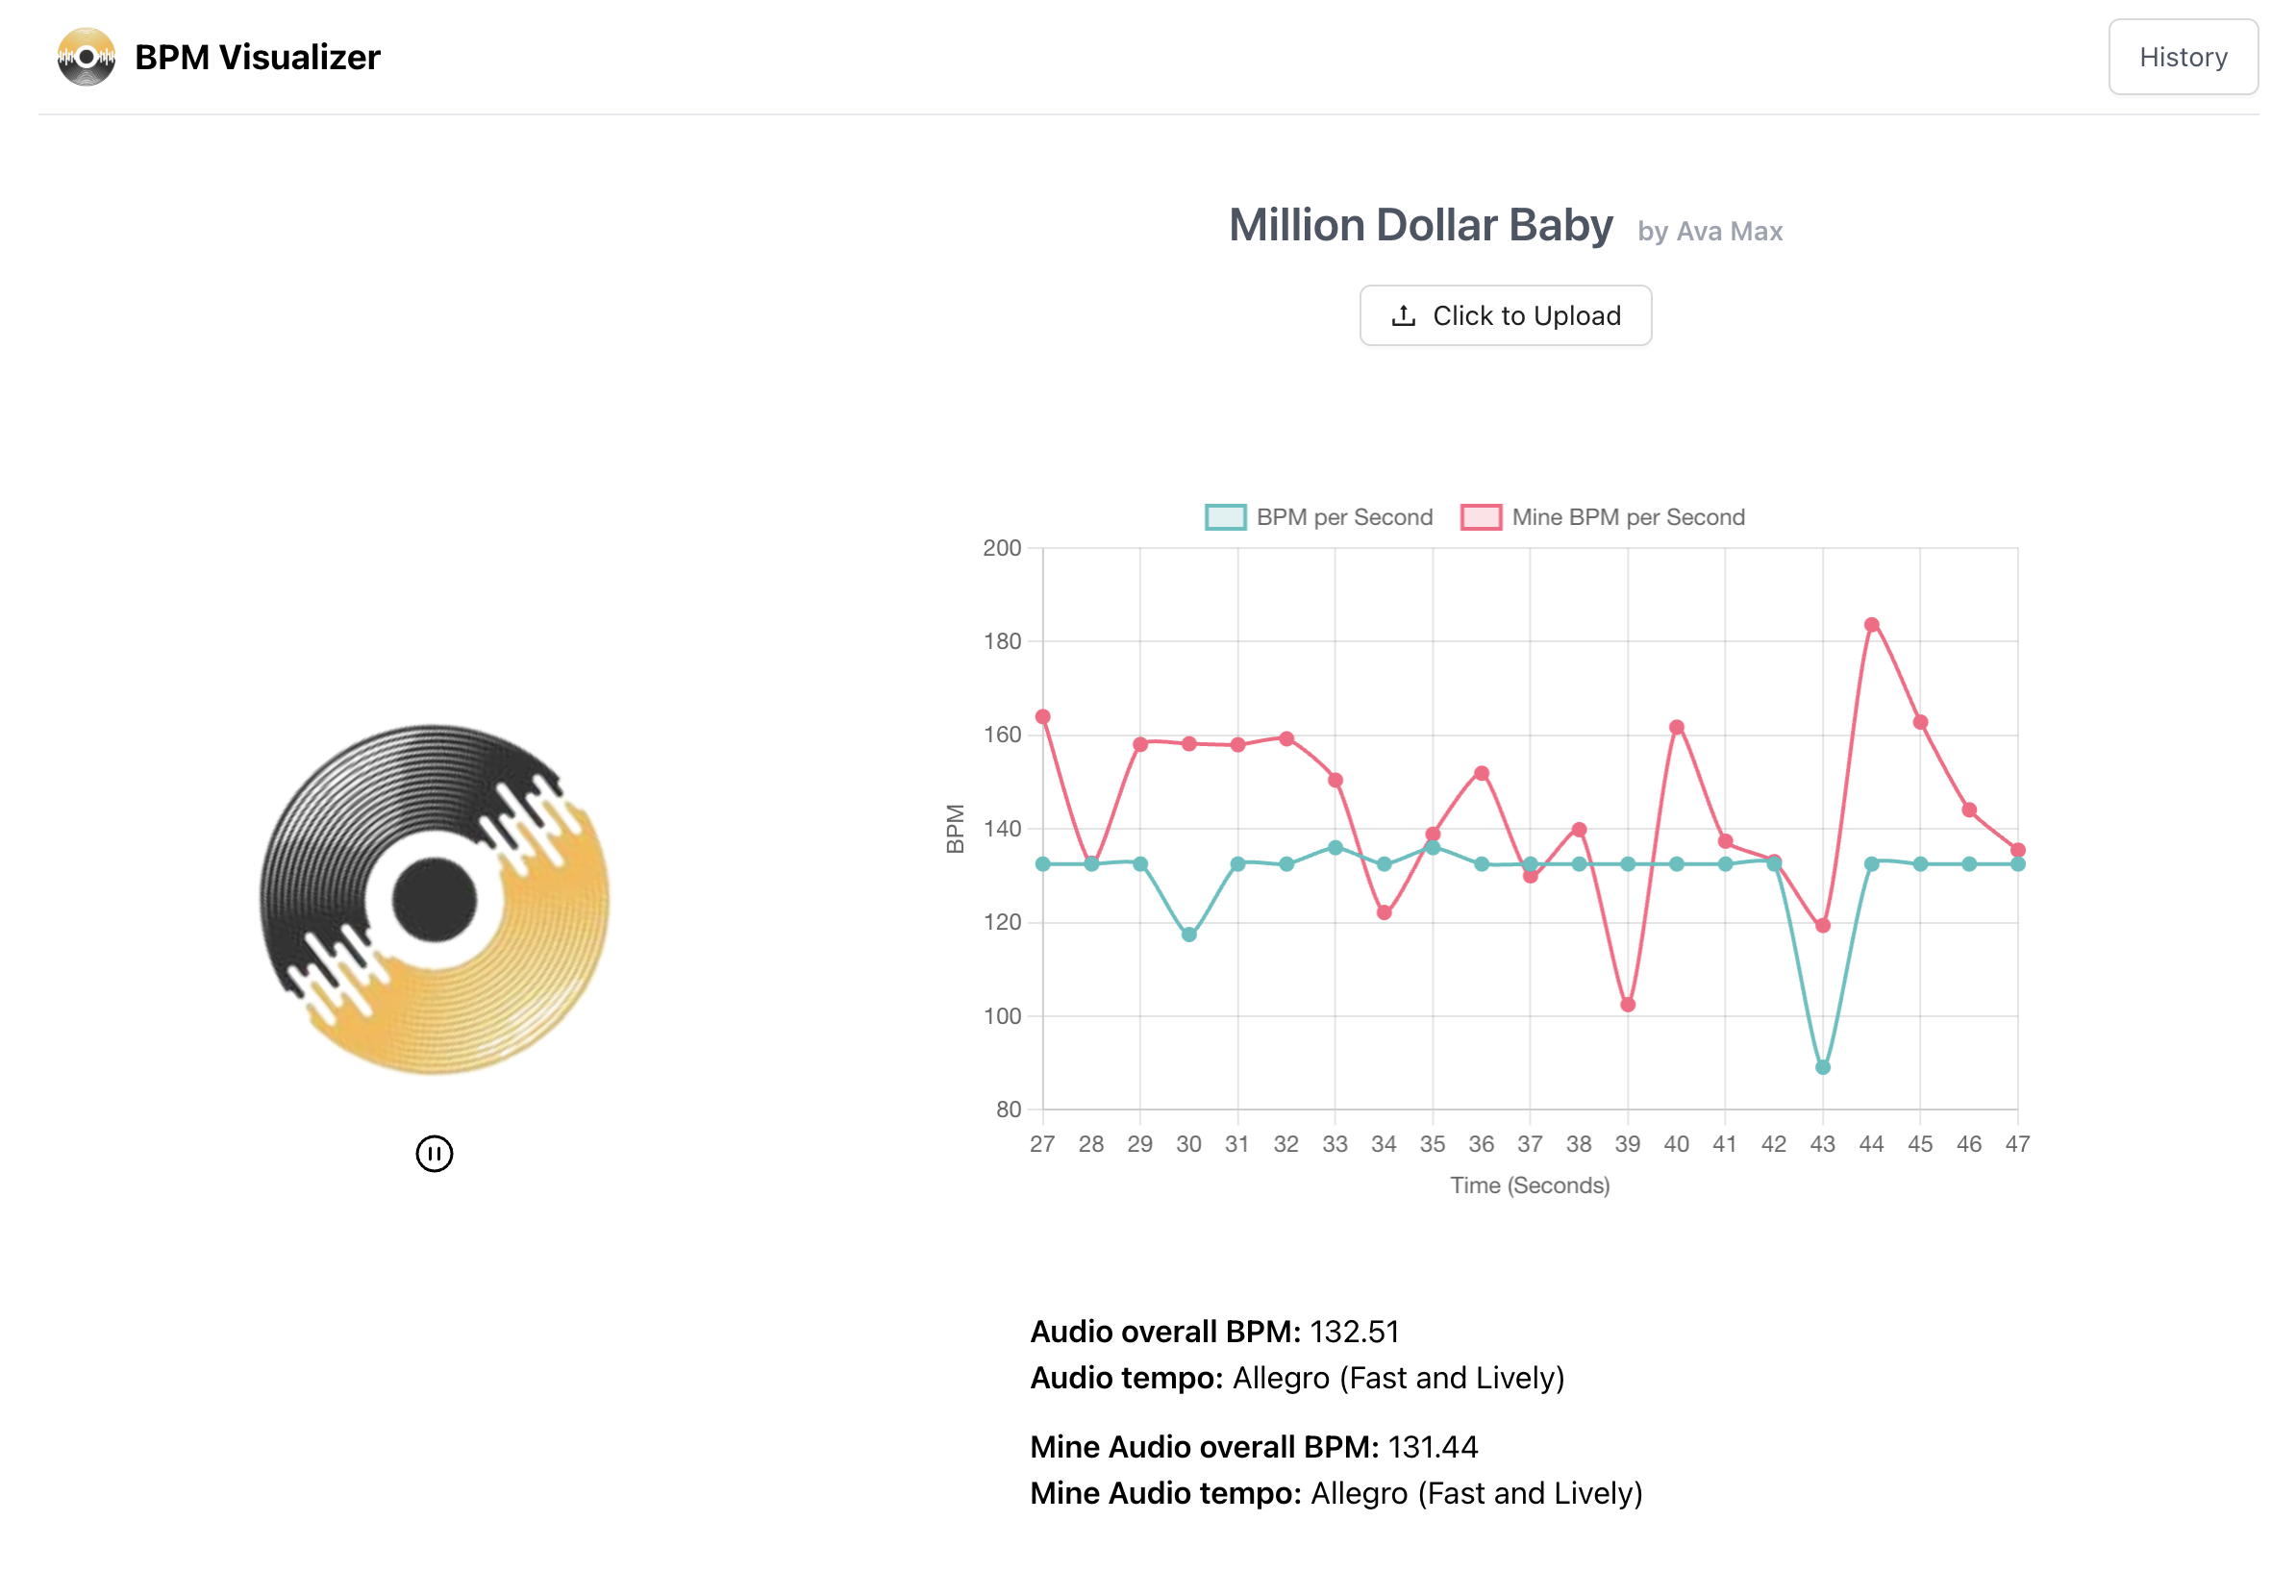 BPM Visualizer
History
Million Dollar Baby by Ava Max
Click to Upload
BPM per Second Mine BPM per Second
200
180
160
140
120
100
80
BPM
27 28 29 30 31 32 33 34 35 36 37 38 39 40 41 42 43 44 45 46 47
Time (Seconds)
Audio overall BPM: 132.51
Audio tempo: Allegro (Fast and Lively)
Mine Audio overall BPM: 131.44
Mine Audio tempo: Allegro (Fast and Lively)